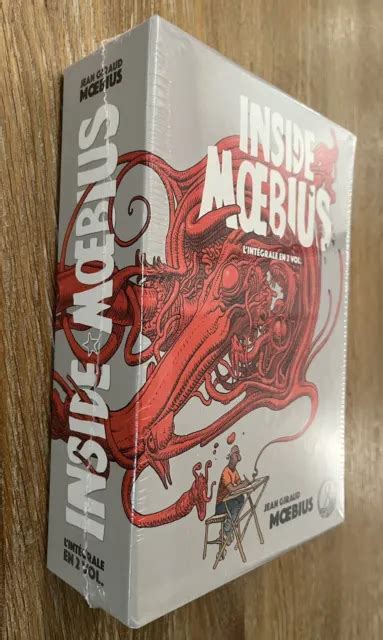 JEAN GIRAUD
MŒBIUS
INSIDE MŒBIUS
L'INTÉGRALE
EN 2 VOL.
INSIDE
MŒBIUS
L'INTÉGRALE EN 2 VOL.
JEAN GIRAUD
MŒBIUS